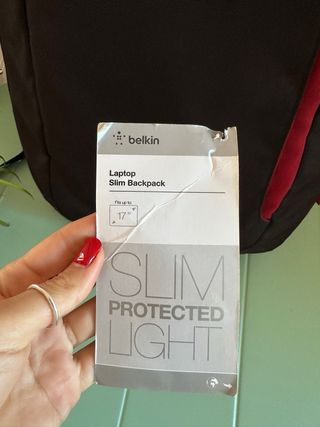 belkin
Laptop
Slim Backpack
Fits up to
17"
SLIM
PROTECTED
LIGHT